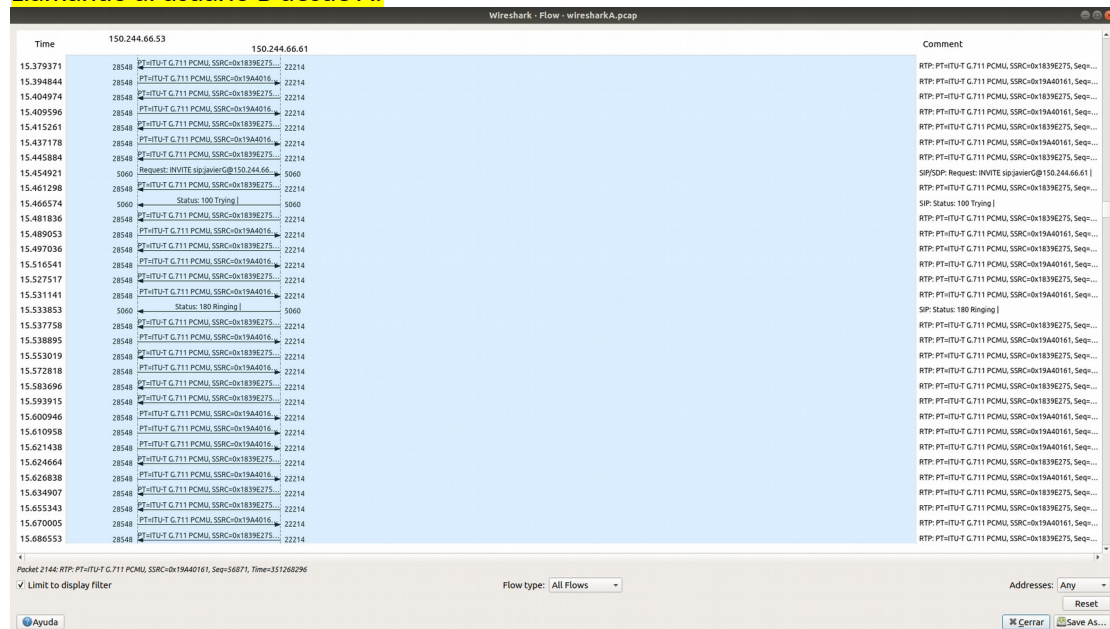 Llamando al usuario B desde A:
Wireshark · Flow · wiresharkA.pcap
Time 150.244.66.53 150.244.66.61 Comment
15.379371 28548 PT=ITU-T G.711 PCMU, SSRC=0x1839E275... 22214 RTP: PT=ITU-T G.711 PCMU, SSRC=0x1839E275, Seq=...
15.394844 28548 PT=ITU-T G.711 PCMU, SSRC=0x19A4016... 22214 RTP: PT=ITU-T G.711 PCMU, SSRC=0x19A40161, Seq=...
15.404974 28548 PT=ITU-T G.711 PCMU, SSRC=0x1839E275... 22214 RTP: PT=ITU-T G.711 PCMU, SSRC=0x1839E275, Seq=...
15.409596 28548 PT=ITU-T G.711 PCMU, SSRC=0x19A4016... 22214 RTP: PT=ITU-T G.711 PCMU, SSRC=0x19A40161, Seq=...
15.415261 28548 PT=ITU-T G.711 PCMU, SSRC=0x1839E275... 22214 RTP: PT=ITU-T G.711 PCMU, SSRC=0x1839E275, Seq=...
15.437178 28548 PT=ITU-T G.711 PCMU, SSRC=0x19A4016... 22214 RTP: PT=ITU-T G.711 PCMU, SSRC=0x19A40161, Seq=...
15.445884 28548 PT=ITU-T G.711 PCMU, SSRC=0x1839E275... 22214 RTP: PT=ITU-T G.711 PCMU, SSRC=0x1839E275, Seq=...
15.454921 5060 Request: INVITE sip:javierG@150.244.66... 5060 SIP/SDP: Request: INVITE sip:javierG@150.244.66.61 |
15.461298 28548 PT=ITU-T G.711 PCMU, SSRC=0x1839E275... 22214 RTP: PT=ITU-T G.711 PCMU, SSRC=0x1839E275, Seq=...
15.466574 5060 Status: 100 Trying | 5060 SIP: Status: 100 Trying |
15.481836 28548 PT=ITU-T G.711 PCMU, SSRC=0x1839E275... 22214 RTP: PT=ITU-T G.711 PCMU, SSRC=0x1839E275, Seq=...
15.489053 28548 PT=ITU-T G.711 PCMU, SSRC=0x19A4016... 22214 RTP: PT=ITU-T G.711 PCMU, SSRC=0x19A40161, Seq=...
15.497036 28548 PT=ITU-T G.711 PCMU, SSRC=0x1839E275... 22214 RTP: PT=ITU-T G.711 PCMU, SSRC=0x1839E275, Seq=...
15.516541 28548 PT=ITU-T G.711 PCMU, SSRC=0x19A4016... 22214 RTP: PT=ITU-T G.711 PCMU, SSRC=0x19A40161, Seq=...
15.527517 28548 PT=ITU-T G.711 PCMU, SSRC=0x1839E275... 22214 RTP: PT=ITU-T G.711 PCMU, SSRC=0x1839E275, Seq=...
15.531141 28548 PT=ITU-T G.711 PCMU, SSRC=0x19A4016... 22214 RTP: PT=ITU-T G.711 PCMU, SSRC=0x19A40161, Seq=...
15.533853 5060 Status: 180 Ringing | 5060 SIP: Status: 180 Ringing |
15.537758 28548 PT=ITU-T G.711 PCMU, SSRC=0x1839E275... 22214 RTP: PT=ITU-T G.711 PCMU, SSRC=0x1839E275, Seq=...
15.538895 28548 PT=ITU-T G.711 PCMU, SSRC=0x19A4016... 22214 RTP: PT=ITU-T G.711 PCMU, SSRC=0x19A40161, Seq=...
15.553019 28548 PT=ITU-T G.711 PCMU, SSRC=0x1839E275... 22214 RTP: PT=ITU-T G.711 PCMU, SSRC=0x1839E275, Seq=...
15.572818 28548 PT=ITU-T G.711 PCMU, SSRC=0x19A4016... 22214 RTP: PT=ITU-T G.711 PCMU, SSRC=0x19A40161, Seq=...
15.583696 28548 PT=ITU-T G.711 PCMU, SSRC=0x1839E275... 22214 RTP: PT=ITU-T G.711 PCMU, SSRC=0x1839E275, Seq=...
15.593915 28548 PT=ITU-T G.711 PCMU, SSRC=0x1839E275... 22214 RTP: PT=ITU-T G.711 PCMU, SSRC=0x1839E275, Seq=...
15.600946 28548 PT=ITU-T G.711 PCMU, SSRC=0x19A4016... 22214 RTP: PT=ITU-T G.711 PCMU, SSRC=0x19A40161, Seq=...
15.610958 28548 PT=ITU-T G.711 PCMU, SSRC=0x19A4016... 22214 RTP: PT=ITU-T G.711 PCMU, SSRC=0x19A40161, Seq=...
15.621438 28548 PT=ITU-T G.711 PCMU, SSRC=0x19A4016... 22214 RTP: PT=ITU-T G.711 PCMU, SSRC=0x19A40161, Seq=...
15.624664 28548 PT=ITU-T G.711 PCMU, SSRC=0x1839E275... 22214 RTP: PT=ITU-T G.711 PCMU, SSRC=0x1839E275, Seq=...
15.626838 28548 PT=ITU-T G.711 PCMU, SSRC=0x19A4016... 22214 RTP: PT=ITU-T G.711 PCMU, SSRC=0x19A40161, Seq=...
15.634907 28548 PT=ITU-T G.711 PCMU, SSRC=0x1839E275... 22214 RTP: PT=ITU-T G.711 PCMU, SSRC=0x1839E275, Seq=...
15.655343 28548 PT=ITU-T G.711 PCMU, SSRC=0x1839E275... 22214 RTP: PT=ITU-T G.711 PCMU, SSRC=0x1839E275, Seq=...
15.670005 28548 PT=ITU-T G.711 PCMU, SSRC=0x19A4016... 22214 RTP: PT=ITU-T G.711 PCMU, SSRC=0x19A40161, Seq=...
15.686553 28548 PT=ITU-T G.711 PCMU, SSRC=0x1839E275... 22214 RTP: PT=ITU-T G.711 PCMU, SSRC=0x1839E275, Seq=...
Packet 2144: RTP: PT=ITU-T G.711 PCMU, SSRC=0x19A40161, Seq=56871, Time=351268296
Limit to display filter Flow type: All Flows Addresses: Any
Reset
Ayuda Cerrar Save As...